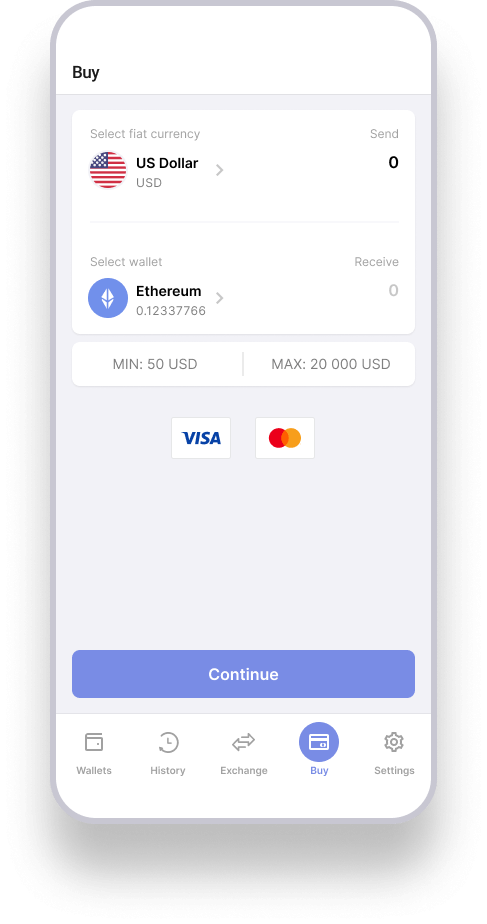 Buy
Select fiat currency Send
US Dollar 0
USD
Select wallet Receive
Ethereum 0
0.12337766
MIN: 50 USD MAX: 20 000 USD
VISA
Continue
Wallets History Exchange Buy Settings